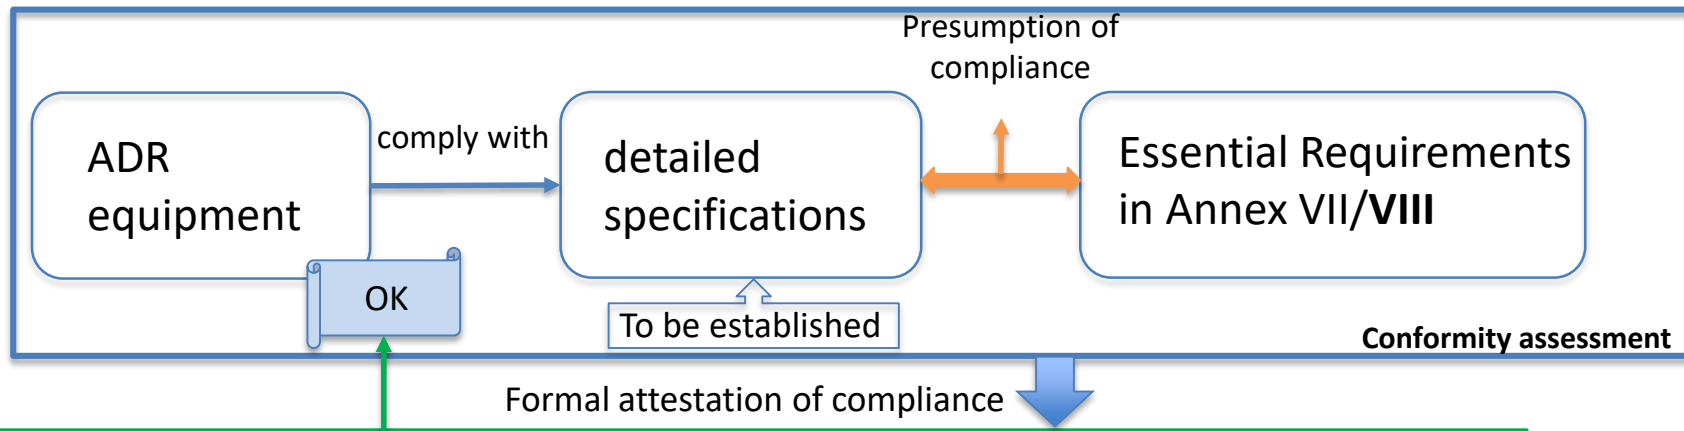 Presumption of
compliance
ADR
equipment
comply with
detailed
specifications
Essential Requirements
in Annex VII/VIII
OK
To be established
Conformity assessment
Formal attestation of compliance